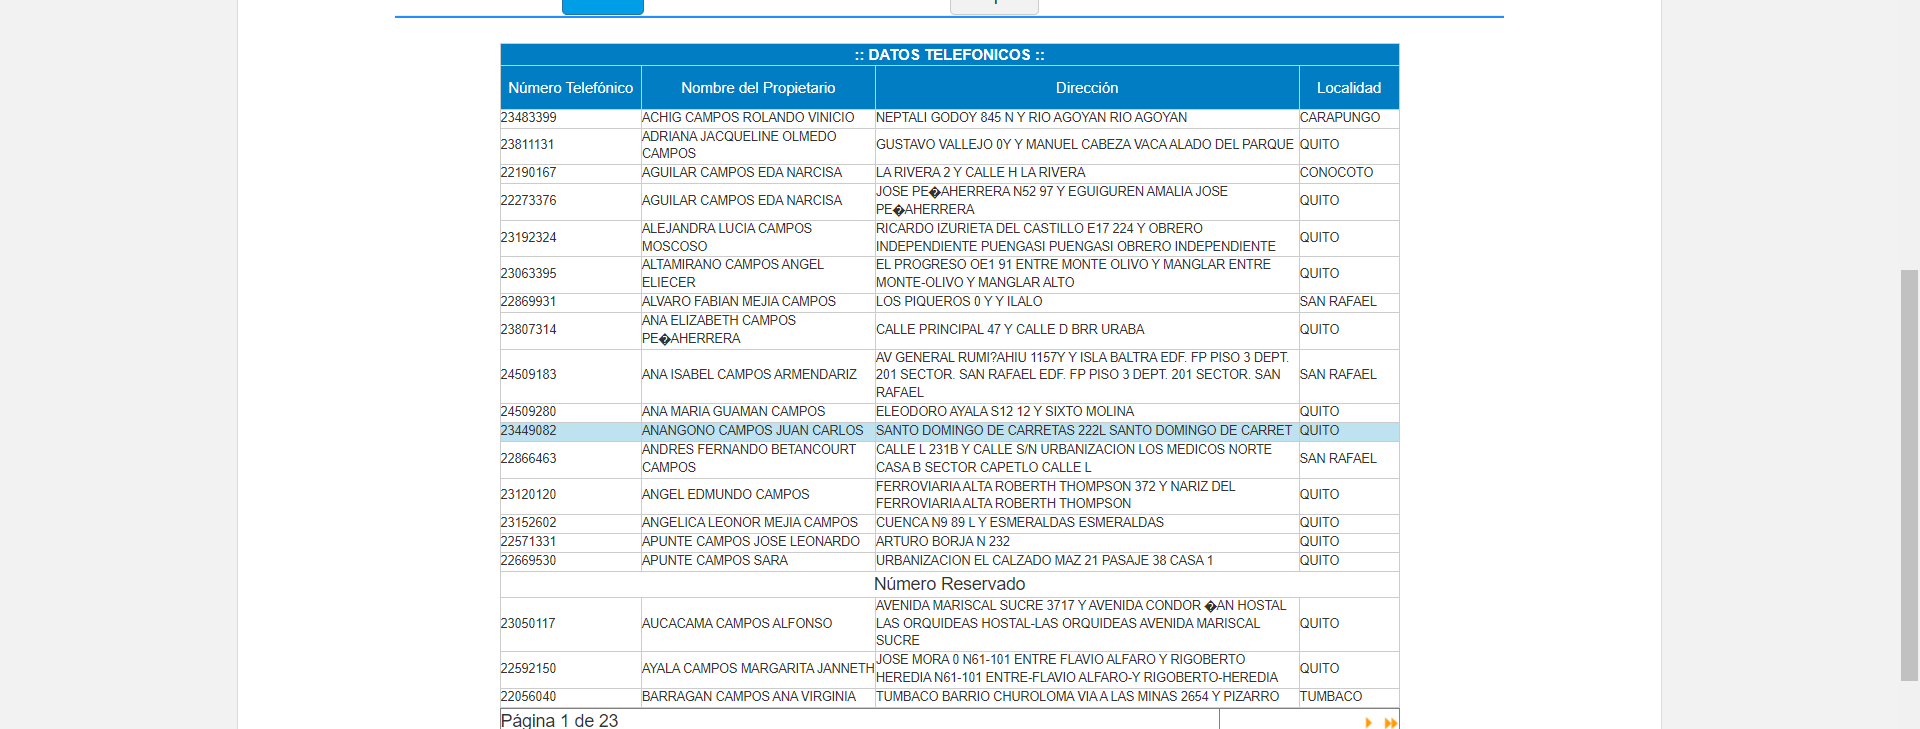 :: DATOS TELEFONICOS ::
Número Telefónico Nombre del Propietario Dirección Localidad
23483399 ACHIG CAMPOS ROLANDO VINICIO NEPTALI GODOY 845 N Y RIO AGOYAN RIO AGOYAN CARAPUNGO
23811131 ADRIANA JACQUELINE OLMEDO
CAMPOS GUSTAVO VALLEJO 0Y Y MANUEL CABEZA VACA ALADO DEL PARQUE QUITO
22190167 AGUILAR CAMPOS EDA NARCISA LA RIVERA 2 Y CALLE H LA RIVERA CONOCOTO
22273376 AGUILAR CAMPOS EDA NARCISA JOSE PE�AHERRERA N52 97 Y EGUIGUREN AMALIA JOSE
PE�AHERRERA QUITO
23192324 ALEJANDRA LUCIA CAMPOS
MOSCOSO RICARDO IZURIETA DEL CASTILLO E17 224 Y OBRERO
INDEPENDIENTE PUENGASI PUENGASI OBRERO INDEPENDIENTE QUITO
23063395 ALTAMIRANO CAMPOS ANGEL
ELIECER EL PROGRESO OE1 91 ENTRE MONTE OLIVO Y MANGLAR ENTRE
MONTE-OLIVO Y MANGLAR ALTO QUITO
22869931 ALVARO FABIAN MEJIA CAMPOS LOS PIQUEROS 0 Y Y ILALO SAN RAFAEL
23807314 ANA ELIZABETH CAMPOS
PE�AHERRERA CALLE PRINCIPAL 47 Y CALLE D BRR URABA QUITO
24509183 ANA ISABEL CAMPOS ARMENDARIZ AV GENERAL RUMI?AHIU 1157Y Y ISLA BALTRA EDF. FP PISO 3 DEPT.
201 SECTOR. SAN RAFAEL EDF. FP PISO 3 DEPT. 201 SECTOR. SAN
RAFAEL SAN RAFAEL
24509280 ANA MARIA GUAMAN CAMPOS ELEODORO AYALA S12 12 Y SIXTO MOLINA QUITO
23449082 ANANGONO CAMPOS JUAN CARLOS SANTO DOMINGO DE CARRETAS 222L SANTO DOMINGO DE CARRET QUITO
22866463 ANDRES FERNANDO BETANCOURT
CAMPOS CALLE L 231B Y CALLE S/N URBANIZACION LOS MEDICOS NORTE
CASA B SECTOR CAPETLO CALLE L SAN RAFAEL
23120120 ANGEL EDMUNDO CAMPOS FERROVIARIA ALTA ROBERTH THOMPSON 372 Y NARIZ DEL
FERROVIARIA ALTA ROBERTH THOMPSON QUITO
23152602 ANGELICA LEONOR MEJIA CAMPOS CUENCA N9 89 L Y ESMERALDAS ESMERALDAS QUITO
22571331 APUNTE CAMPOS JOSE LEONARDO ARTURO BORJA N 232 QUITO
22669530 APUNTE CAMPOS SARA URBANIZACION EL CALZADO MAZ 21 PASAJE 38 CASA 1 QUITO
Número Reservado
23050117 AUCACAMA CAMPOS ALFONSO AVENIDA MARISCAL SUCRE 3717 Y AVENIDA CONDOR �AN HOSTAL
LAS ORQUIDEAS HOSTAL-LAS ORQUIDEAS AVENIDA MARISCAL
SUCRE QUITO
22592150 AYALA CAMPOS MARGARITA JANNETH JOSE MORA 0 N61-101 ENTRE FLAVIO ALFARO Y RIGOBERTO
HEREDIA N61-101 ENTRE-FLAVIO ALFARO-Y RIGOBERTO-HEREDIA QUITO
22056040 BARRAGAN CAMPOS ANA VIRGINIA TUMBACO BARRIO CHUROLOMA VIA A LAS MINAS 2654 Y PIZARRO TUMBACO
Página 1 de 23